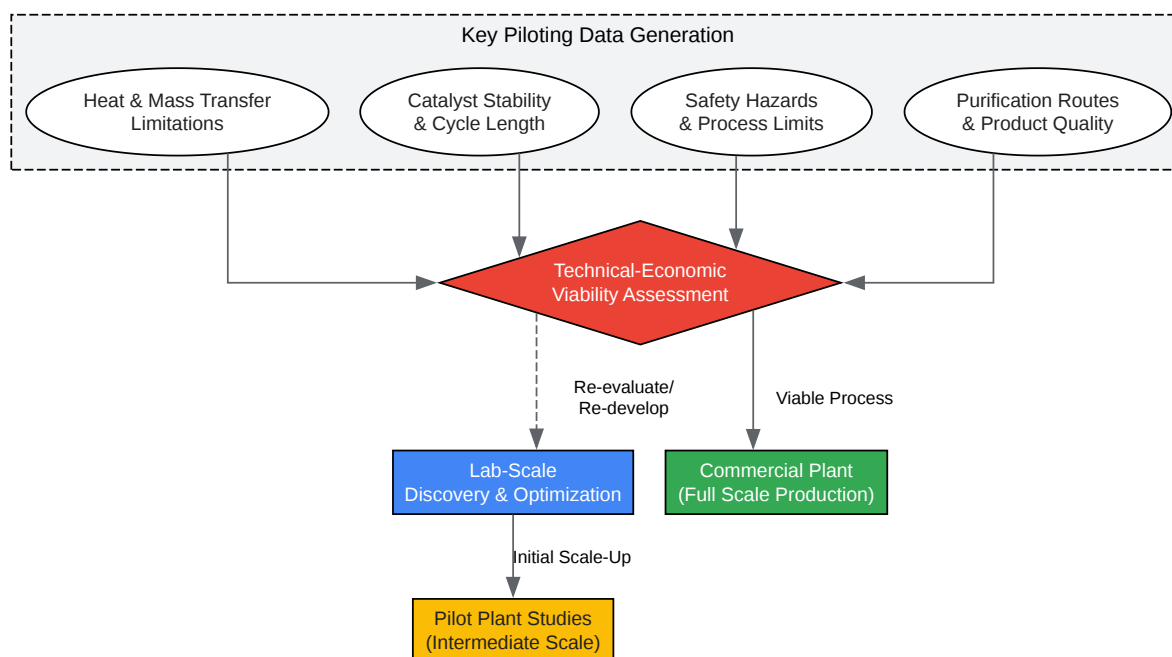 Key Piloting Data Generation
Heat & Mass Transfer
Limitations
Catalyst Stability
& Cycle Length
Safety Hazards
& Process Limits
Purification Routes
& Product Quality
Technical-Economic
Viability Assessment
Re-evaluate/
Re-develop
Viable Process
Lab-Scale
Discovery & Optimization
Commercial Plant
(Full Scale Production)
Initial Scale-Up
Pilot Plant Studies
(Intermediate Scale)